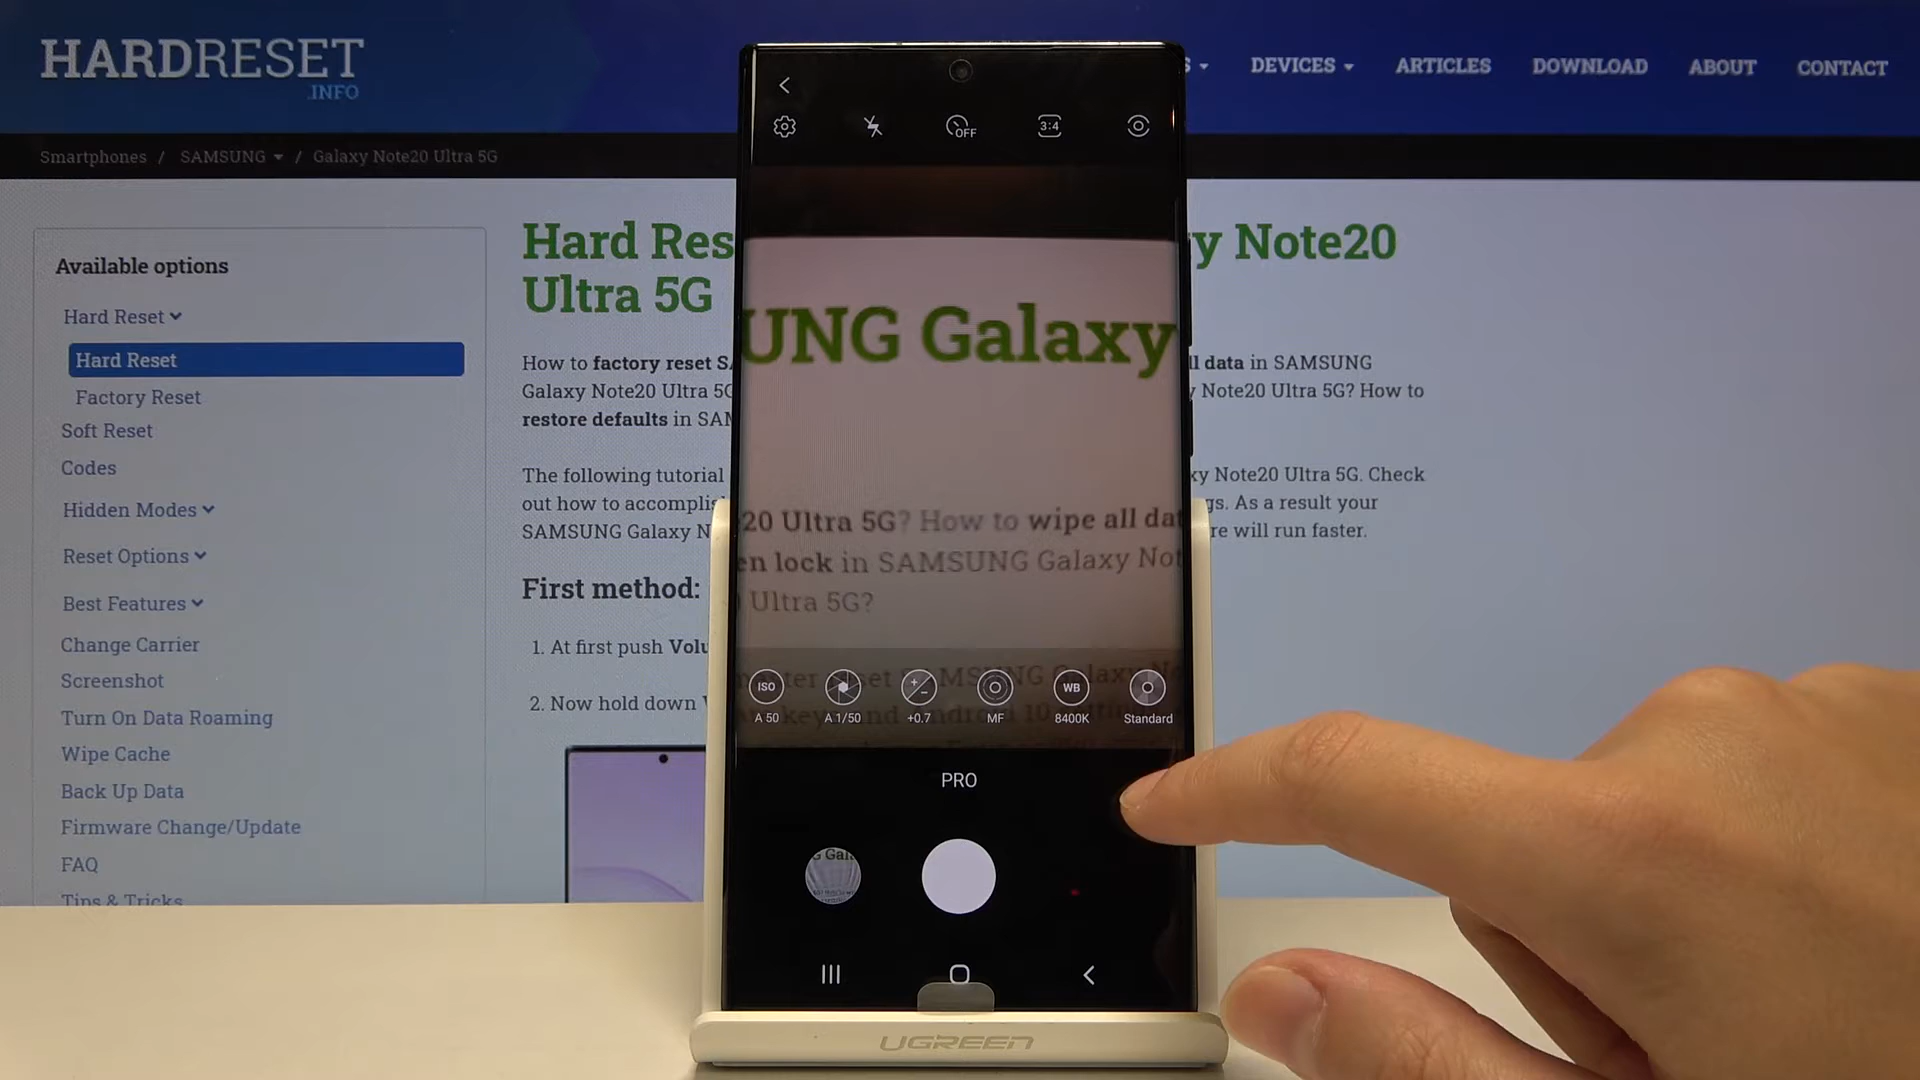 HARDRESET
.INFO
DEVICES
ARTICLES
DOWNLOAD
ABOUT
CONTACT
Smartphones / SAMSUNG / Galaxy Note20 Ultra 5G
Available options
Hard Reset
Hard Reset
Factory Reset
Soft Reset
Codes
Hidden Modes
Reset Options
Best Features
Change Carrier
Screenshot
Turn On Data Roaming
Wipe Cache
Back Up Data
Firmware Change/Update
FAQ
Tips & Tricks
Hard Res
y Note20
Ultra 5G
How to factory reset SA
ll data in SAMSUNG
Galaxy Note20 Ultra 5G
Note20 Ultra 5G? How to
restore defaults in SAM
The following tutorial
xy Note20 Ultra 5G. Check
out how to accomplis
gs. As a result your
SAMSUNG Galaxy N
re will run faster.
First method:
1. At first push Volu
2. Now hold down V
OFF
3:4
UNG Galaxy
20 Ultra 5G? How to wipe all dat
en lock in SAMSUNG Galaxy Not
Ultra 5G?
ISO
WB
A 50
A 1/50
+0.7
MF
8400K
Standard
PRO
UGREEN